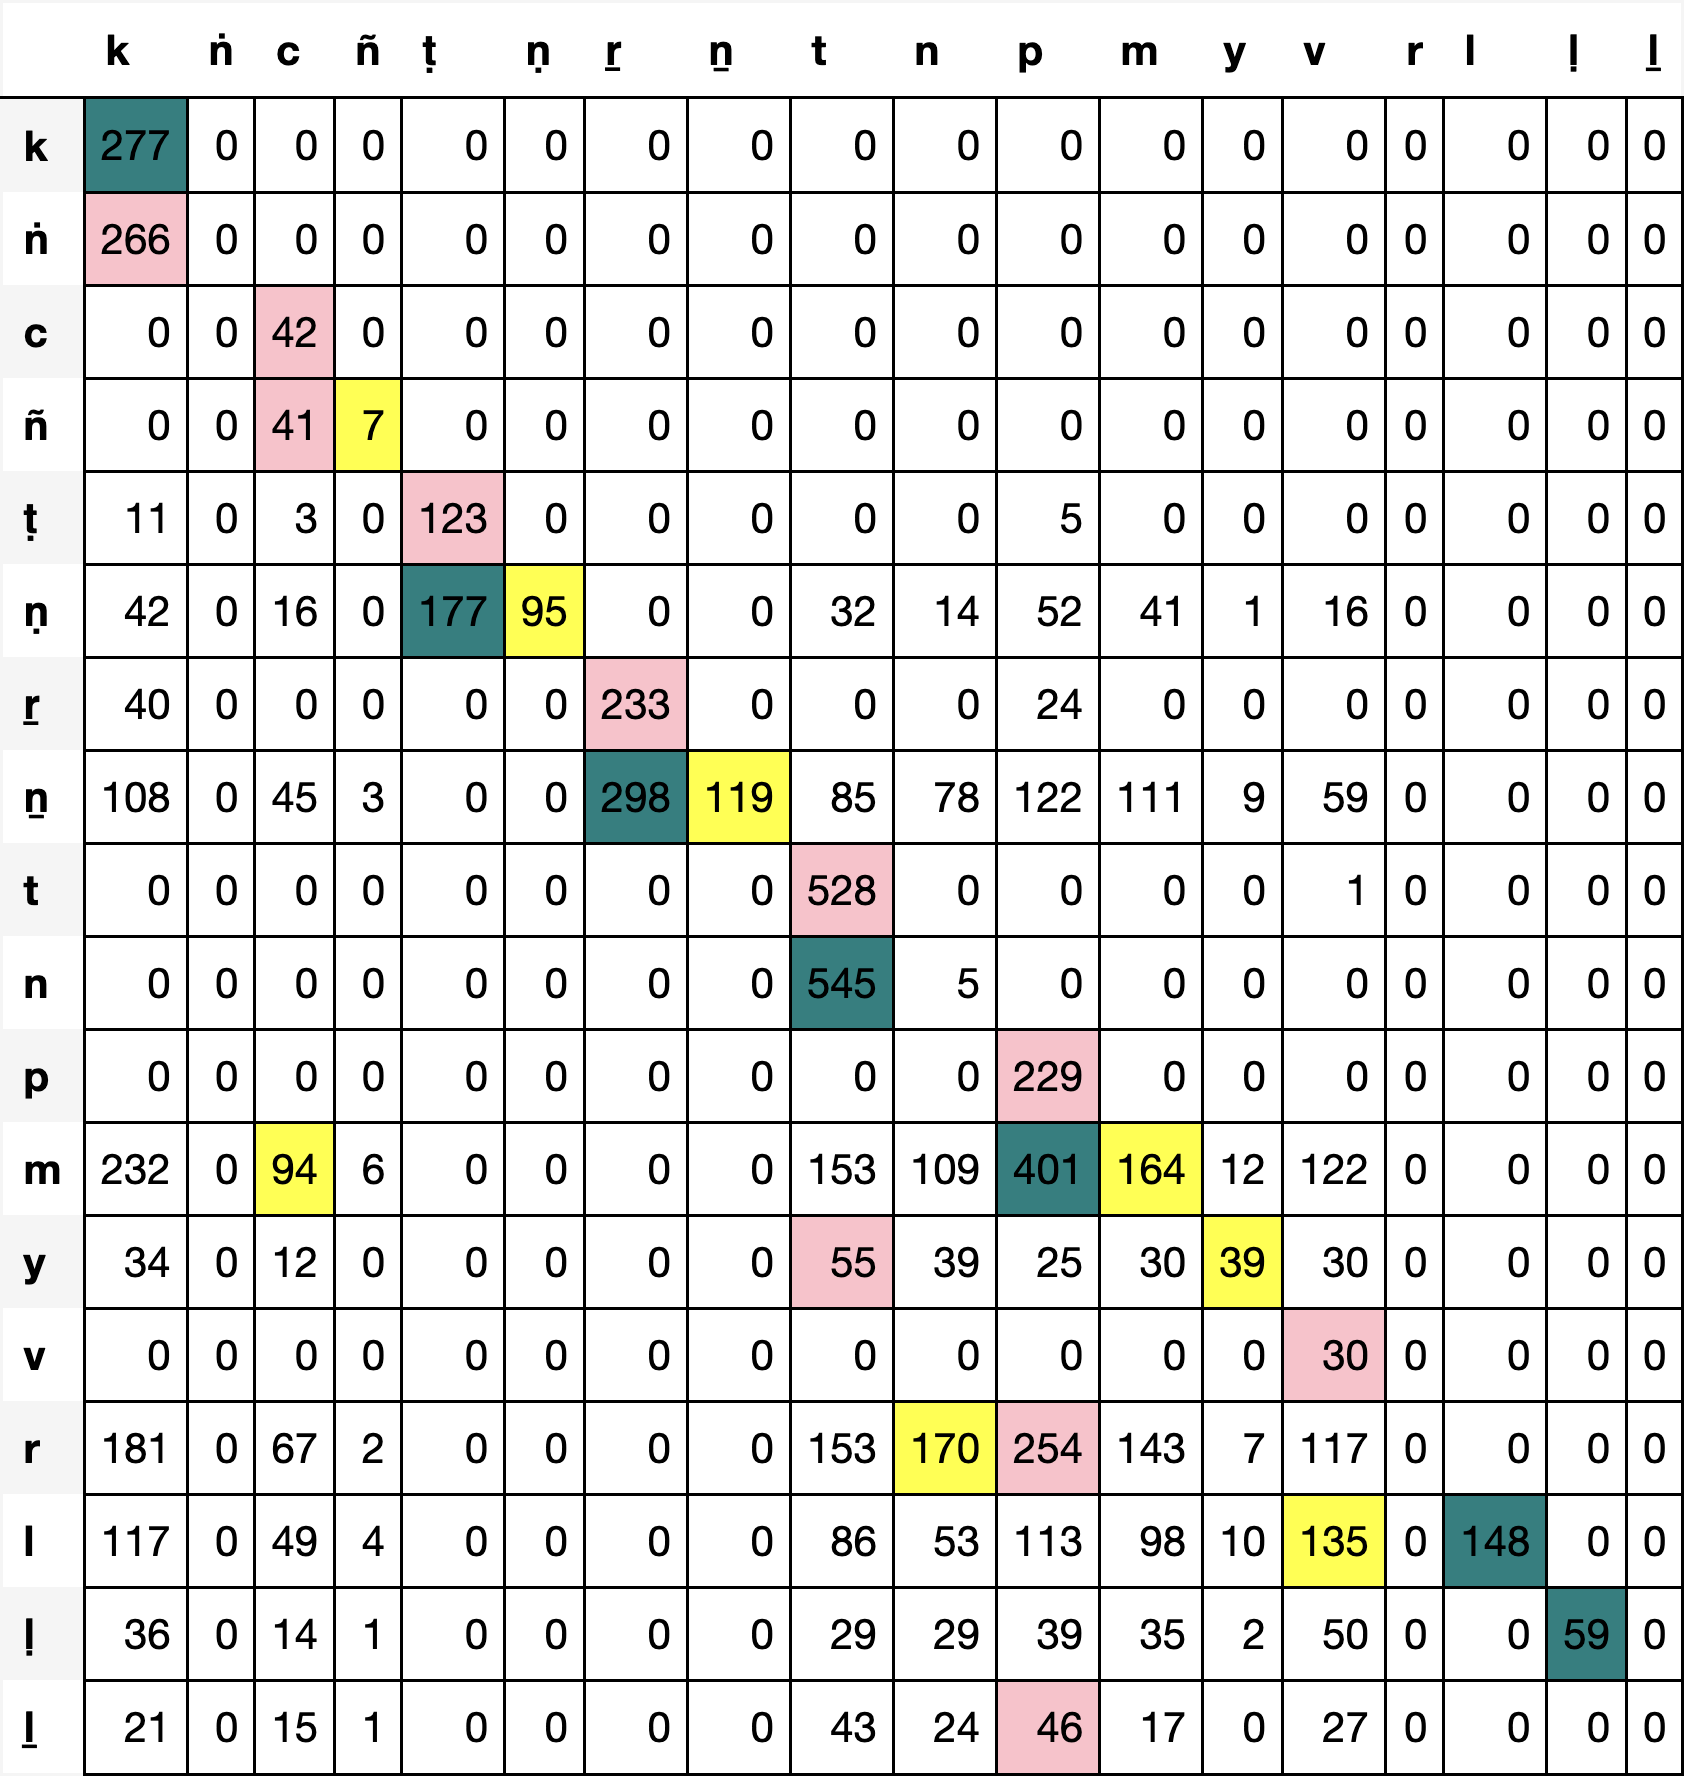 k ṅ c ñ ṭ ṇ ṟ ṉ t n p m y v r l ḷ ḻ
k 277 0 0 0 0 0 0 0 0 0 0 0 0 0 0 0 0 0
ṅ 266 0 0 0 0 0 0 0 0 0 0 0 0 0 0 0 0 0
c 0 0 42 0 0 0 0 0 0 0 0 0 0 0 0 0 0 0
ñ 0 0 41 7 0 0 0 0 0 0 0 0 0 0 0 0 0 0
ṭ 11 0 3 0 123 0 0 0 0 0 5 0 0 0 0 0 0 0
ṇ 42 0 16 0 177 95 0 0 32 14 52 41 1 16 0 0 0 0
ṟ 40 0 0 0 0 0 233 0 0 0 24 0 0 0 0 0 0 0
ṉ 108 0 45 3 0 0 298 119 85 78 122 111 9 59 0 0 0 0
t 0 0 0 0 0 0 0 0 528 0 0 0 0 1 0 0 0 0
n 0 0 0 0 0 0 0 0 545 5 0 0 0 0 0 0 0 0
p 0 0 0 0 0 0 0 0 0 0 229 0 0 0 0 0 0 0
m 232 0 94 6 0 0 0 0 153 109 401 164 12 122 0 0 0 0
y 34 0 12 0 0 0 0 0 55 39 25 30 39 30 0 0 0 0
v 0 0 0 0 0 0 0 0 0 0 0 0 0 30 0 0 0 0
r 181 0 67 2 0 0 0 0 153 170 254 143 7 117 0 0 0 0
l 117 0 49 4 0 0 0 0 86 53 113 98 10 135 0 148 0 0
ḷ 36 0 14 1 0 0 0 0 29 29 39 35 2 50 0 0 59 0
ḻ 21 0 15 1 0 0 0 0 43 24 46 17 0 27 0 0 0 0